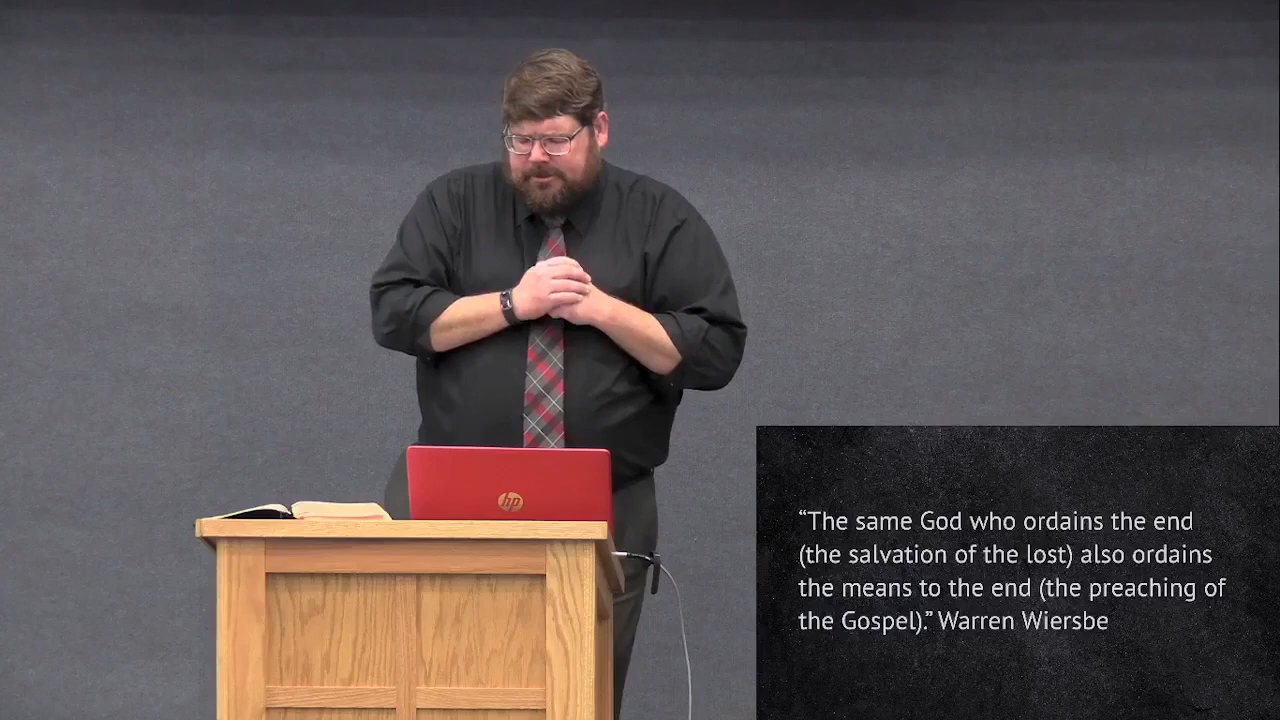 hp
“The same God who ordains the end
(the salvation of the lost) also ordains
the means to the end (the preaching of
the Gospel).” Warren Wiersbe